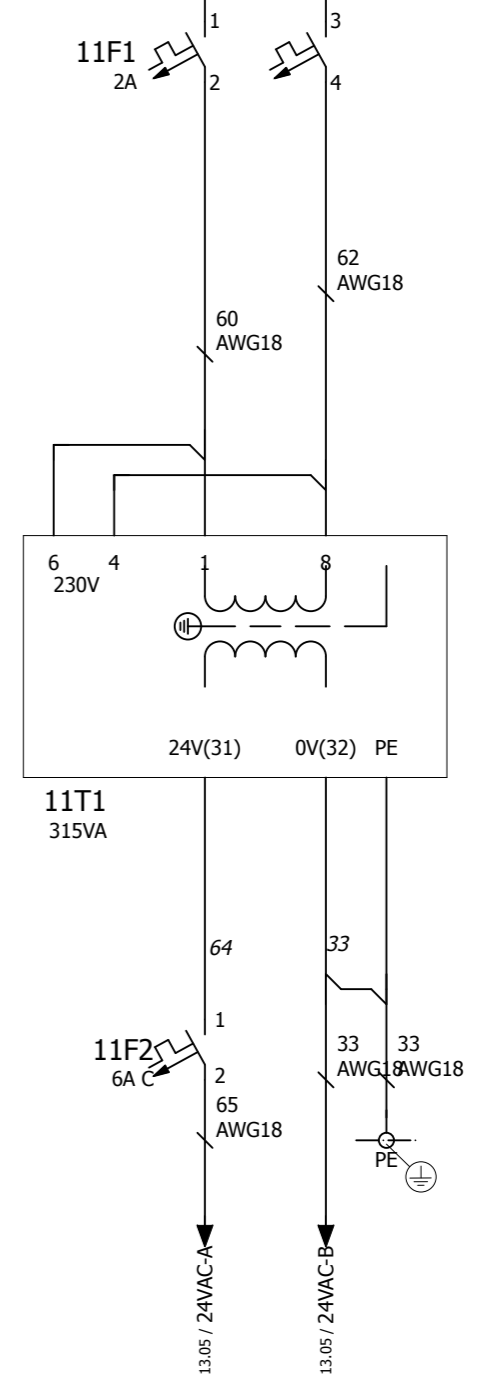 1
3
11F1
2A
2
4
62
AWG18
60
AWG18
6
4
1
8
230V
24V(31)
0V(32)
PE
11T1
315VA
64
33
1
11F2
6A C
2
33
AWG18
33
AWG18
65
AWG18
PE
13.05 / 24VAC-A
13.05 / 24VAC-B